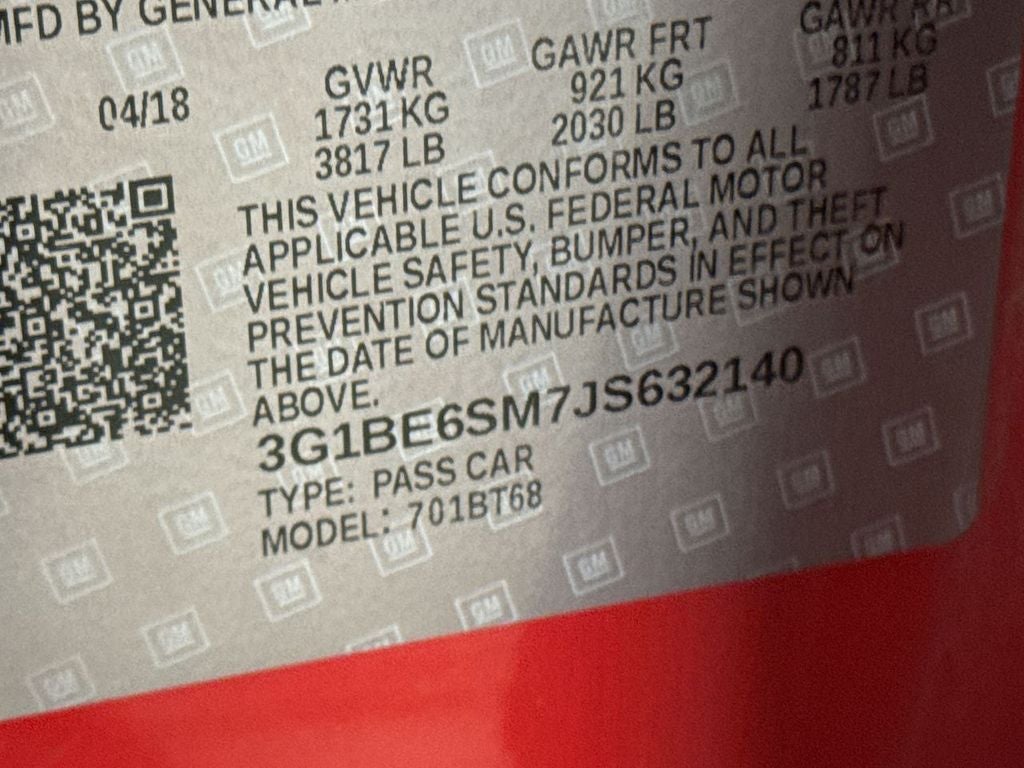 MFD BY GENERAL
04/18
GVWR
1731 KG
3817 LB
GAWR FRT
921 KG
2030 LB
GAWR RR
811 KG
1787 LB
THIS VEHICLE CONFORMS TO ALL
APPLICABLE U.S. FEDERAL MOTOR
VEHICLE SAFETY, BUMPER, AND THEFT
PREVENTION STANDARDS IN EFFECT ON
THE DATE OF MANUFACTURE SHOWN
ABOVE.
3G1BE6SM7JS632140
TYPE: PASS CAR
MODEL: 701BT68